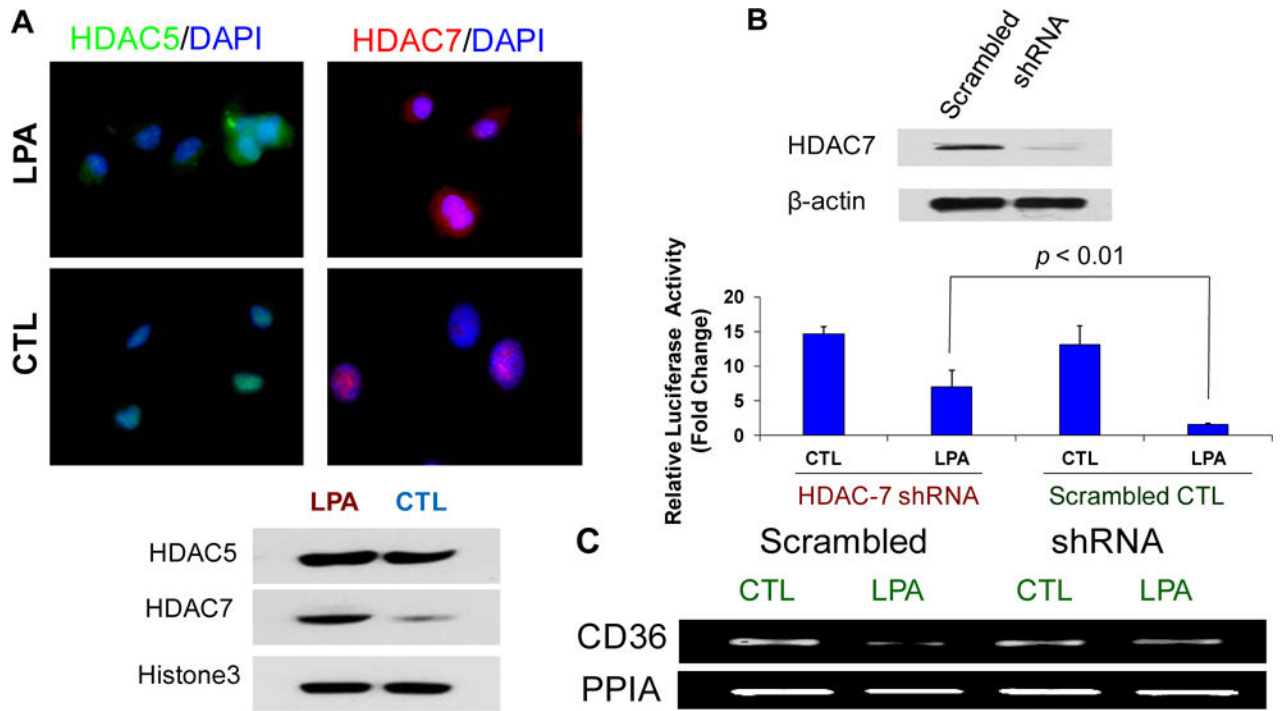 A
HDAC5/DAPI
HDAC7/DAPI
LPA
CTL
LPA
CTL
HDAC5
HDAC7
Histone3
B
Scrambled
shRNA
HDAC7
β-actin
p < 0.01
Relative Luciferase Activity
(Fold Change)
20
15
10
5
0
CTL
LPA
CTL
LPA
HDAC-7 shRNA
Scrambled CTL
C
Scrambled
shRNA
CTL
LPA
CTL
LPA
CD36
PPIA